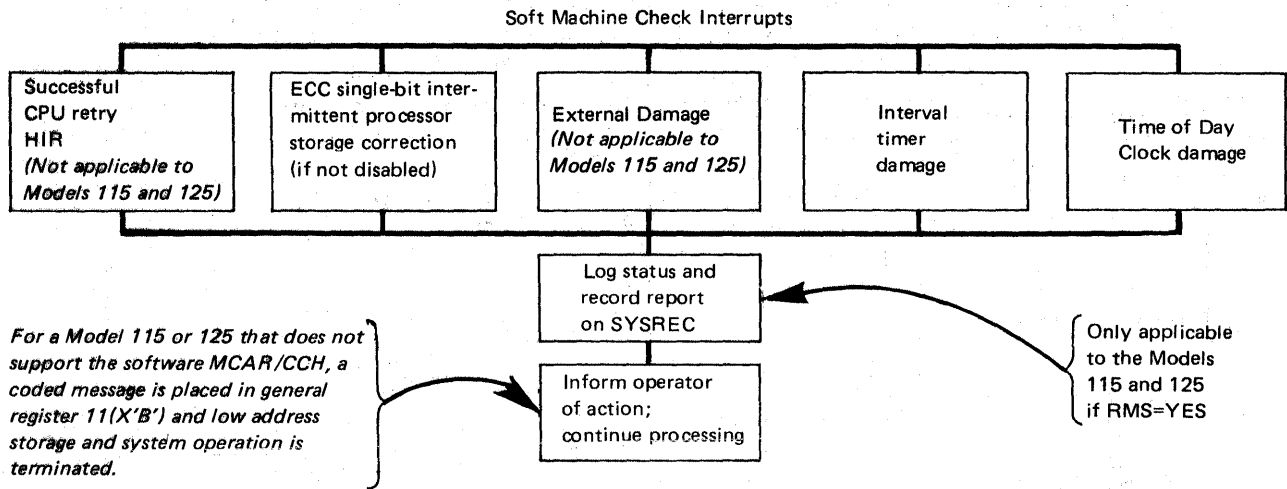 Soft Machine Check Interrupts
Successful
CPU retry
HIR
(Not applicable to
Models 115 and 125)
ECC single-bit inter-
mittent processor
storage correction
(if not disabled)
External Damage
(Not applicable to
Models 115 and 125)
Interval
timer
damage
Time of Day
Clock damage
Log status and
record report
on SYSREC
For a Model 115 or 125 that does not
support the software MCAR/CCH, a
coded message is placed in general
register 11(X'B') and low address
storage and system operation is
terminated.
Inform operator
of action;
continue processing
Only applicable
to the Models
115 and 125
if RMS=YES